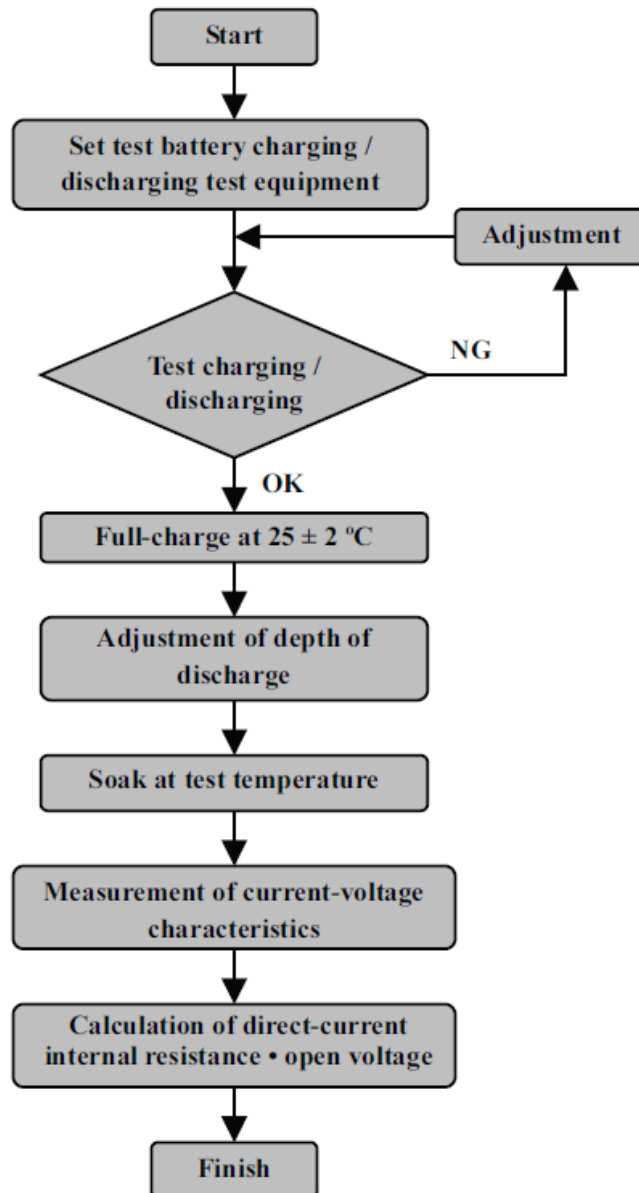 Start
Set test battery charging /
discharging test equipment
Adjustment
Test charging /
discharging
NG
OK
Full-charge at 25 ± 2 ºC
Adjustment of depth of
discharge
Soak at test temperature
Measurement of current-voltage
characteristics
Calculation of direct-current
internal resistance • open voltage
Finish